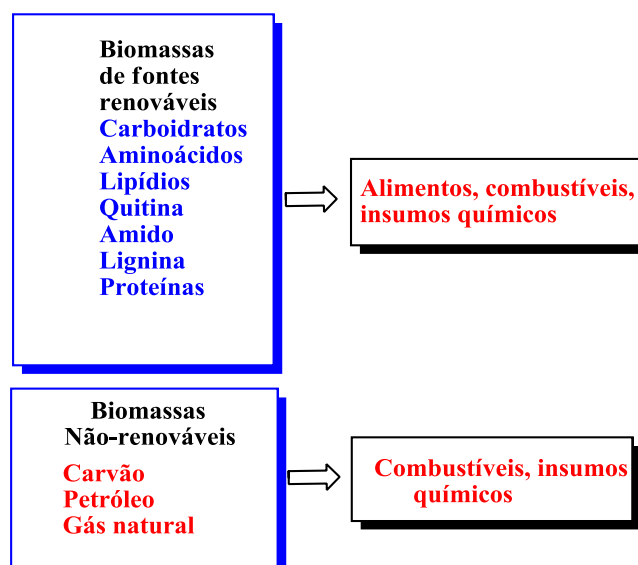 Biomassas
de fontes
renováveis
Carboidratos
Aminoácidos
Lipídios
Quitina
Amido
Lignina
Proteínas
Alimentos, combustíveis,
insumos químicos
Biomassas
Não-renováveis
Carvão
Petróleo
Gás natural
Combustíveis, insumos
químicos